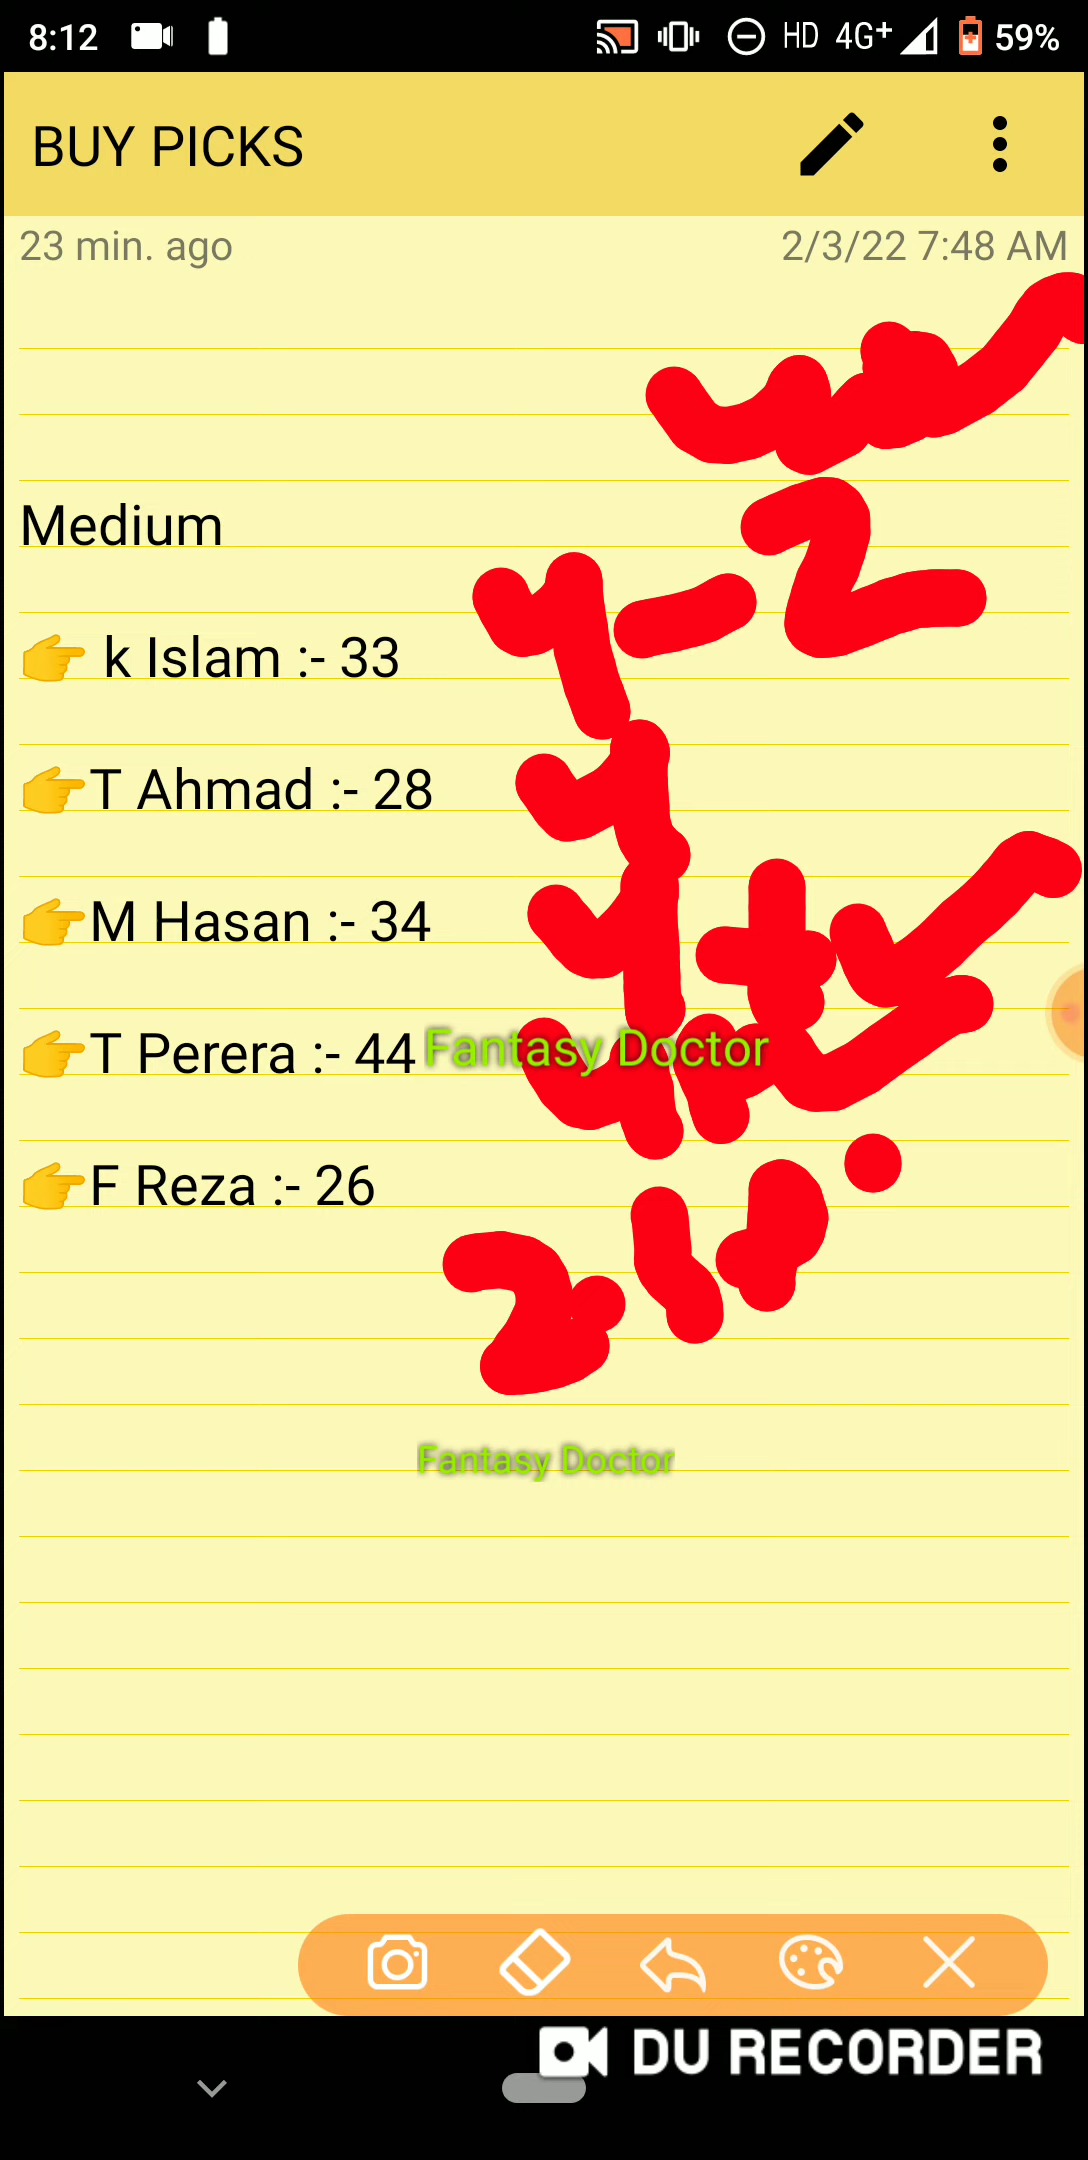 8:12 HD 4G+ 59%
BUY PICKS
23 min. ago 2/3/22 7:48 AM
Medium
👉 k Islam :- 33
👉T Ahmad :- 28
👉M Hasan :- 34
👉T Perera :- 44
Fantasy Doctor
👉F Reza :- 26
Fantasy Doctor
DU RECORDER